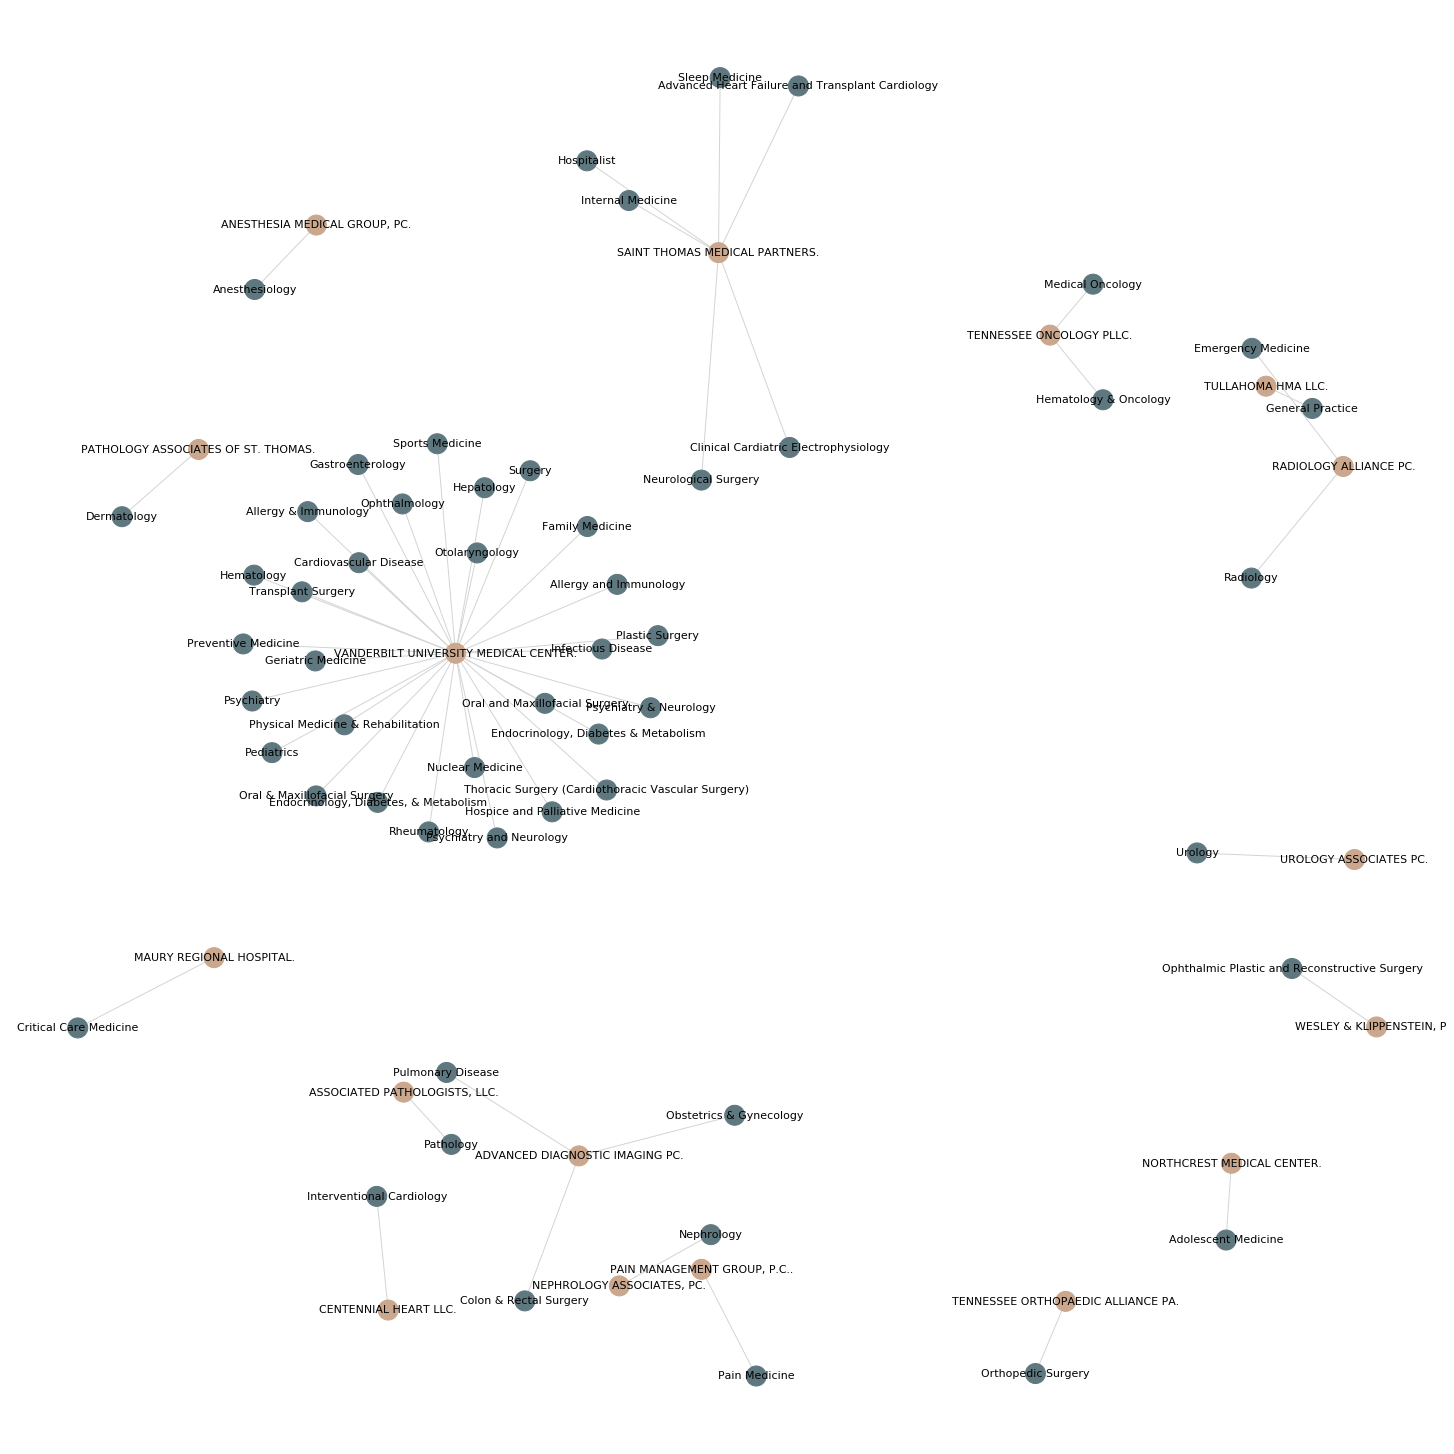 Sleep Medicine
Advanced Heart Failure and Transplant Cardiology
Hospitalist
Internal Medicine
ANESTHESIA MEDICAL GROUP, PC.
SAINT THOMAS MEDICAL PARTNERS.
Medical Oncology
Anesthesiology
TENNESSEE ONCOLOGY PLLC.
Emergency Medicine
TULLAHOMA HMA LLC.
Hematology & Oncology
General Practice
Sports Medicine
Clinical Cardiatric Electrophysiology
PATHOLOGY ASSOCIATES OF ST. THOMAS.
Gastroenterology
RADIOLOGY ALLIANCE PC.
Surgery
Neurological Surgery
Hepatology
Ophthalmology
Allergy & Immunology
Dermatology
Family Medicine
Otolaryngology
Cardiovascular Disease
Hematology
Radiology
Allergy and Immunology
Transplant Surgery
Plastic Surgery
Preventive Medicine
Infectious Disease
VANDERBILT UNIVERSITY MEDICAL CENTER.
Geriatric Medicine
Psychiatry
Oral and Maxillofacial Surgery
Psychiatry & Neurology
Physical Medicine & Rehabilitation
Endocrinology, Diabetes & Metabolism
Pediatrics
Nuclear Medicine
Thoracic Surgery (Cardiothoracic Vascular Surgery)
Oral & Maxillofacial Surgery
Endocrinology, Diabetes, & Metabolism
Hospice and Palliative Medicine
Rheumatology
Psychiatry and Neurology
Urology
UROLOGY ASSOCIATES PC.
MAURY REGIONAL HOSPITAL.
Ophthalmic Plastic and Reconstructive Surgery
Critical Care Medicine
WESLEY & KLIPPENSTEIN, P
Pulmonary Disease
ASSOCIATED PATHOLOGISTS, LLC.
Obstetrics & Gynecology
Pathology
ADVANCED DIAGNOSTIC IMAGING PC.
NORTHCREST MEDICAL CENTER.
Interventional Cardiology
Nephrology
Adolescent Medicine
PAIN MANAGEMENT GROUP, P.C..
NEPHROLOGY ASSOCIATES, PC.
Colon & Rectal Surgery
TENNESSEE ORTHOPAEDIC ALLIANCE PA.
CENTENNIAL HEART LLC.
Orthopedic Surgery
Pain Medicine